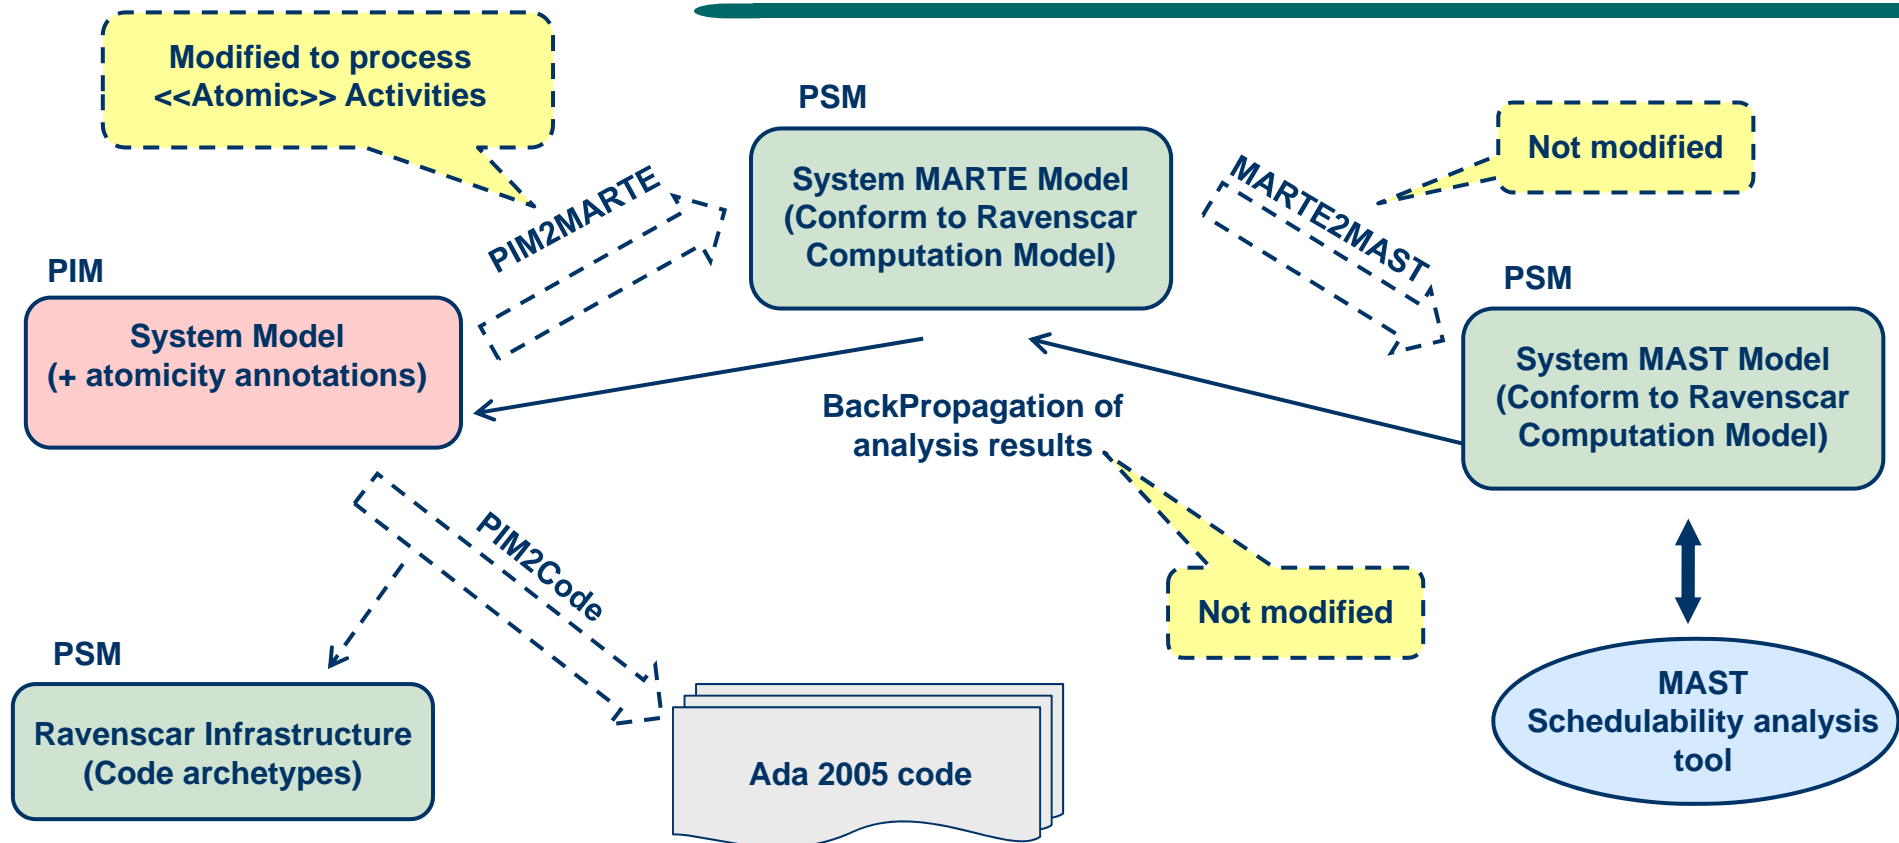 Modified to process
<<Atomic>> Activities
PSM
Not modified
System MARTE Model
(Conform to Ravenscar
Computation Model)
PIM2MARTE
MARTE2MAST
PIM
PSM
System Model
(+ atomicity annotations)
System MAST Model
(Conform to Ravenscar
Computation Model)
BackPropagation of
analysis results
PIM2Code
Not modified
PSM
Ravenscar Infrastructure
(Code archetypes)
Ada 2005 code
MAST
Schedulability analysis
tool